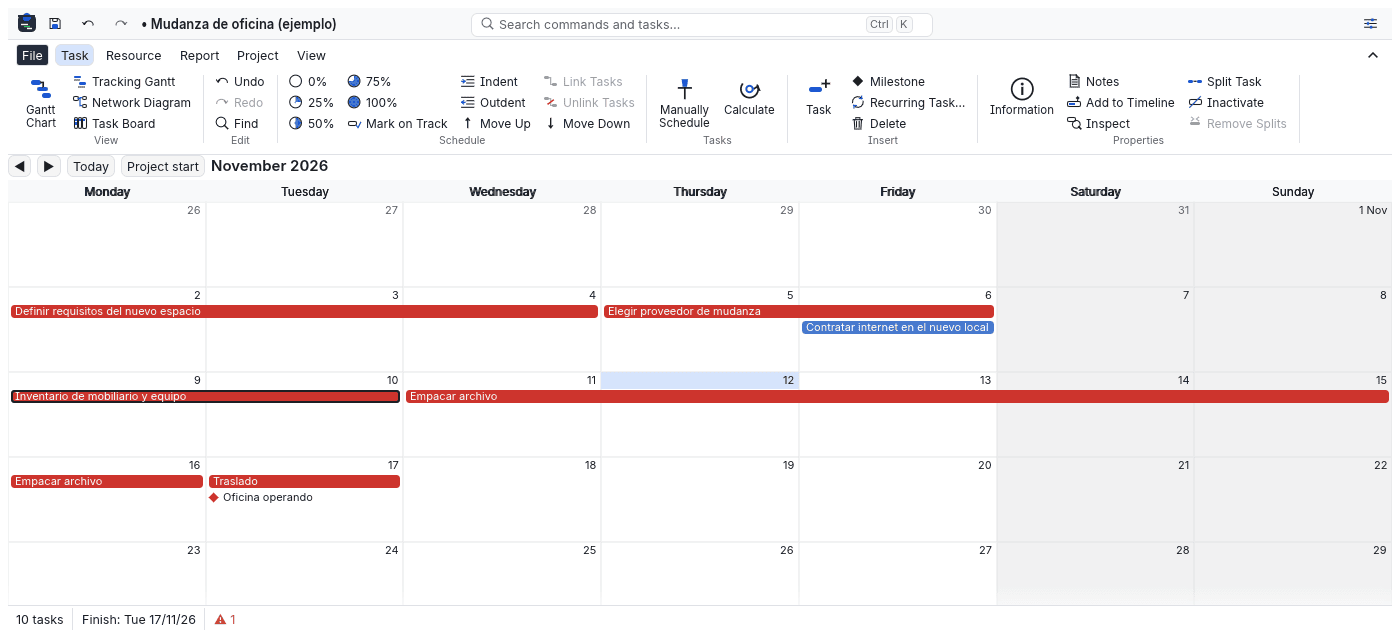 • Mudanza de oficina (ejemplo)
Search commands and tasks...
Ctrl K
File Task Resource Report Project View
Gantt Chart
Tracking Gantt
Network Diagram
Task Board
View
Undo
Redo
Find
Edit
0% 75%
25% 100%
50% Mark on Track
Indent Link Tasks
Outdent Unlink Tasks
Move Up Move Down
Schedule
Manually Schedule
Calculate
Tasks
Task
Milestone
Recurring Task...
Delete
Insert
Information
Notes
Add to Timeline
Inspect
Split Task
Inactivate
Remove Splits
Properties
Today Project start November 2026
Monday Tuesday Wednesday Thursday Friday Saturday Sunday
26 27 28 29 30 31 1 Nov
2 3 4 5 6 7 8
Definir requisitos del nuevo espacio Elegir proveedor de mudanza
Contratar internet en el nuevo local
9 10 11 12 13 14 15
Inventario de mobiliario y equipo Empacar archivo
16 17 18 19 20 21 22
Empacar archivo Traslado
Oficina operando
23 24 25 26 27 28 29
10 tasks Finish: Tue 17/11/26 1